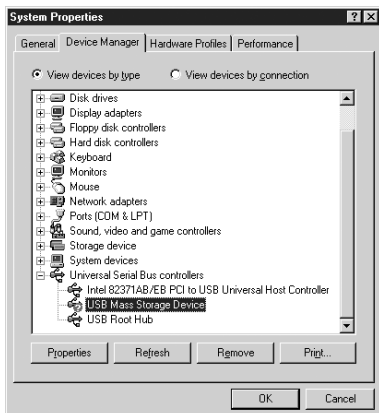 System Properties
General Device Manager Hardware Profiles Performance
View devices by type View devices by connection
Disk drives
Display adapters
Floppy disk controllers
Hard disk controllers
Keyboard
Monitors
Mouse
Network adapters
Ports (COM & LPT)
Sound, video and game controllers
Storage device
System devices
Universal Serial Bus controllers
Intel 82371AB/EB PCI to USB Universal Host Controller
USB Mass Storage Device
USB Root Hub
Properties Refresh Remove Print...
OK Cancel